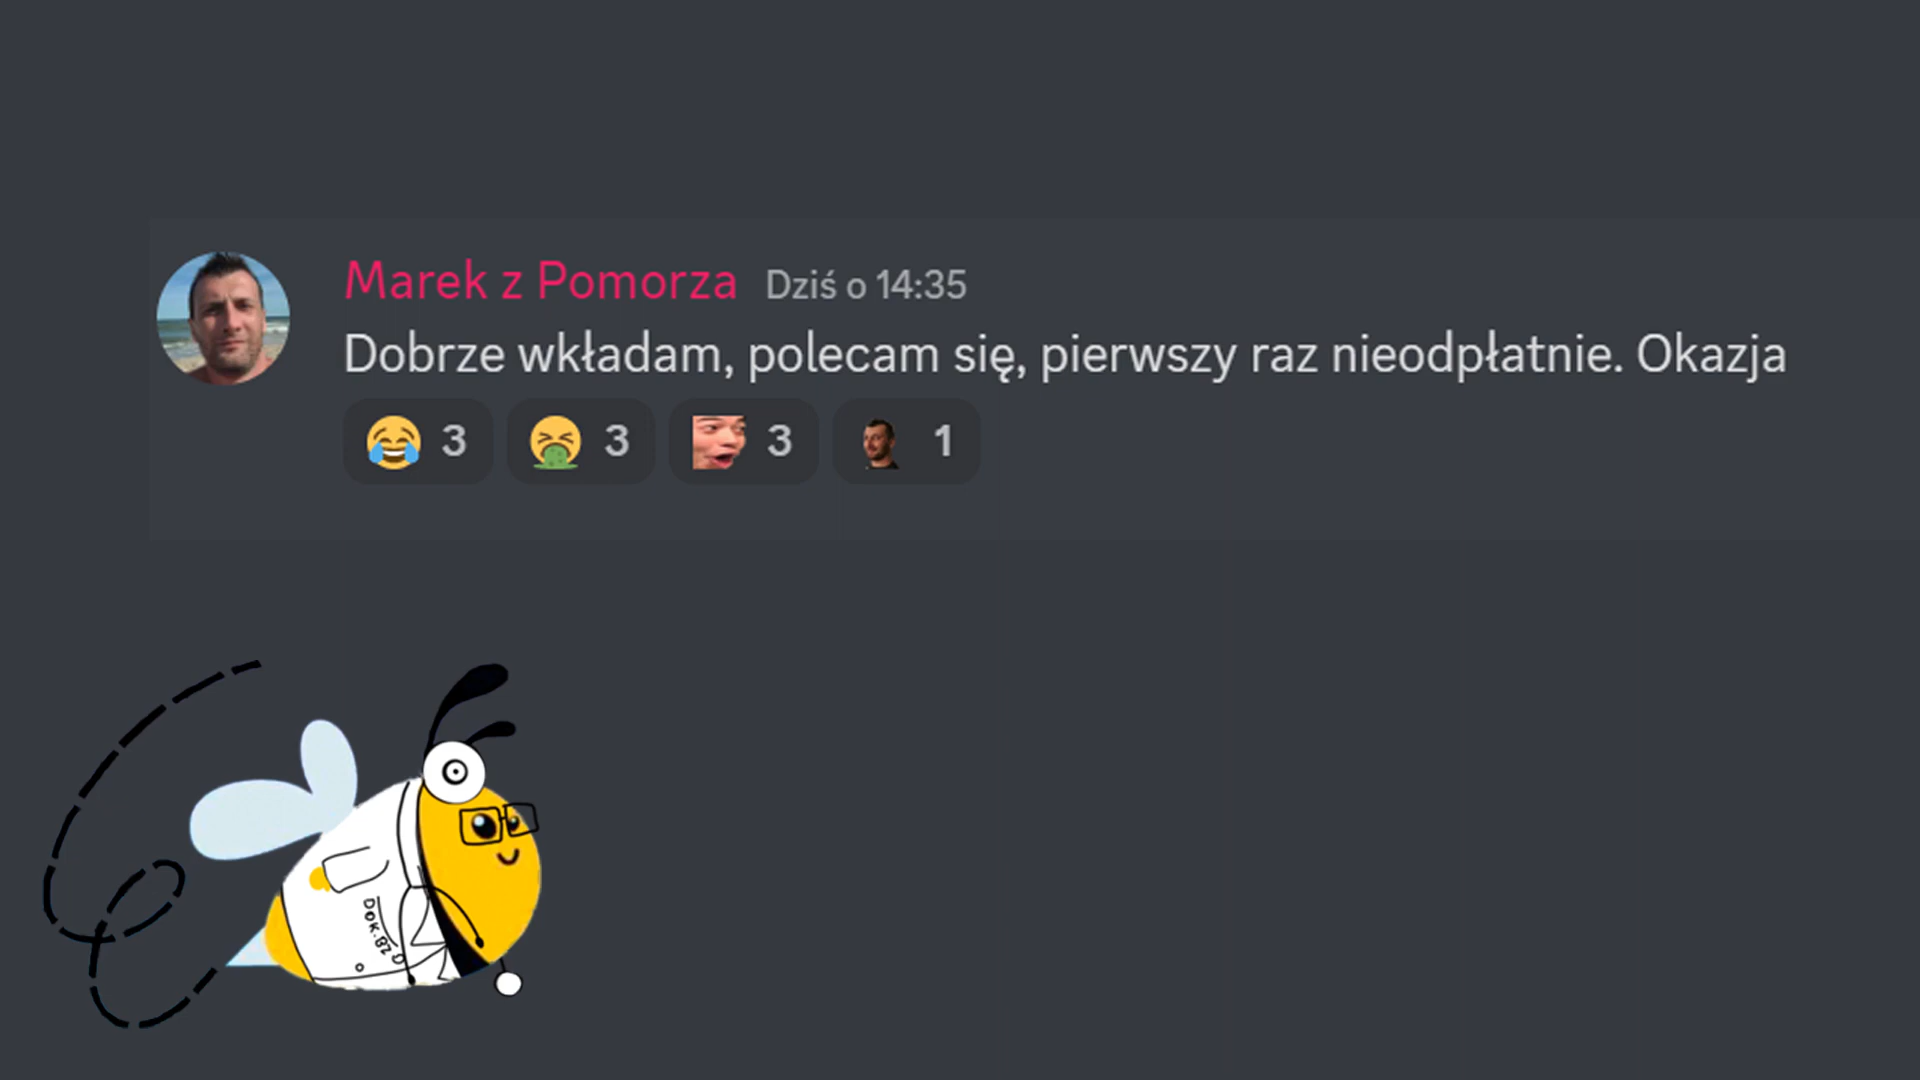 Marek z Pomorza Dziś o 14:35
Dobrze wkładam, polecam się, pierwszy raz nieodpłatnie. Okazja
3 3 3 1